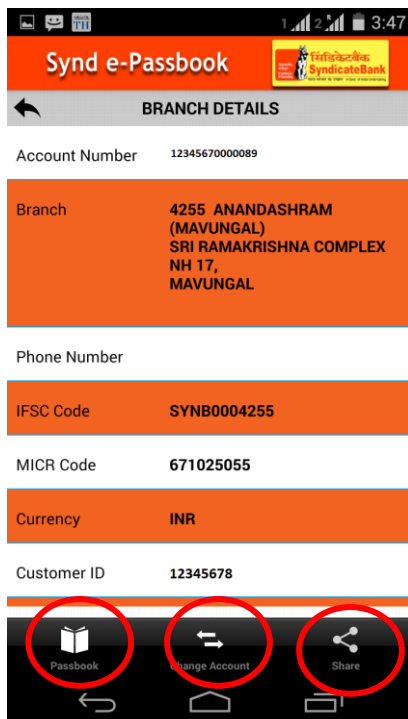 1 2 3:47
Synd e-Passbook
सिंडिकेटबैंक
SyndicateBank
BRANCH DETAILS
Account Number 12345670000089
Branch 4255 ANANDASHRAM
(MAVUNGAL)
SRI RAMAKRISHNA COMPLEX
NH 17,
MAVUNGAL
Phone Number
IFSC Code SYNB0004255
MICR Code 671025055
Currency INR
Customer ID 12345678
Passbook Change Account Share